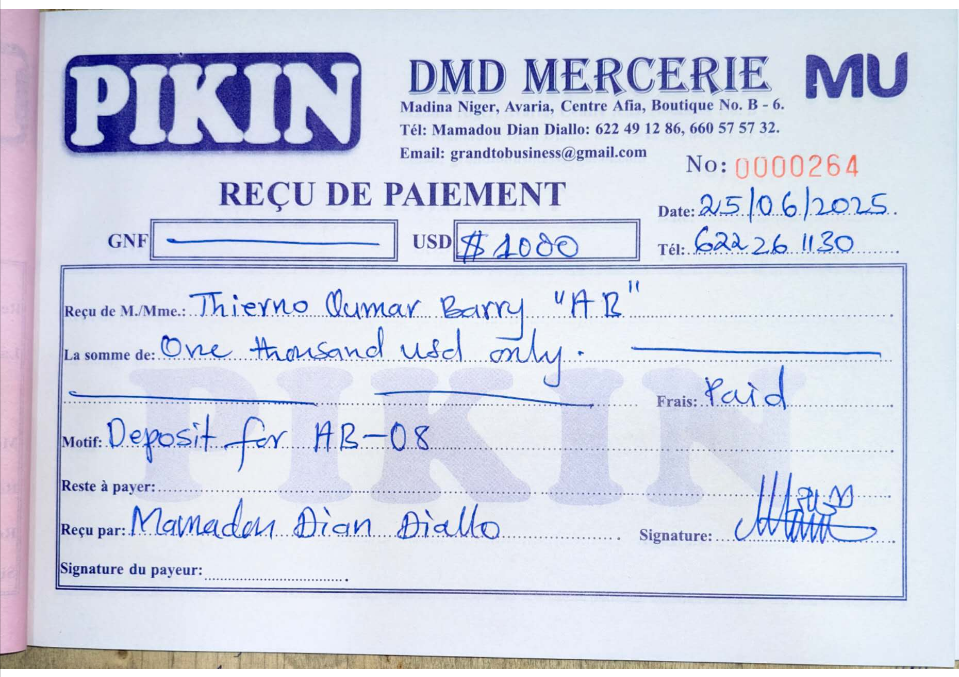 PIKIN
DMD MERCERIE
MU
Madina Niger, Avaria, Centre Afia, Boutique No. B - 6.
Tél: Mamadou Dian Diallo: 622 49 12 86, 660 57 57 32.
Email: grandtobusiness@gmail.com
No: 0000264
REÇU DE PAIEMENT
Date: 25/06/2025
GNF USD $ 1000
Tél: 622 26 1130
Reçu de M./Mme.: Thierno Oumar Barry "AB"
La somme de: One thousand usd only.
Frais: Paid
Motif: Deposit for AB-08
Reste à payer:
Reçu par: Mamadou Dian Diallo Signature:
Signature du payeur:
PIKIN